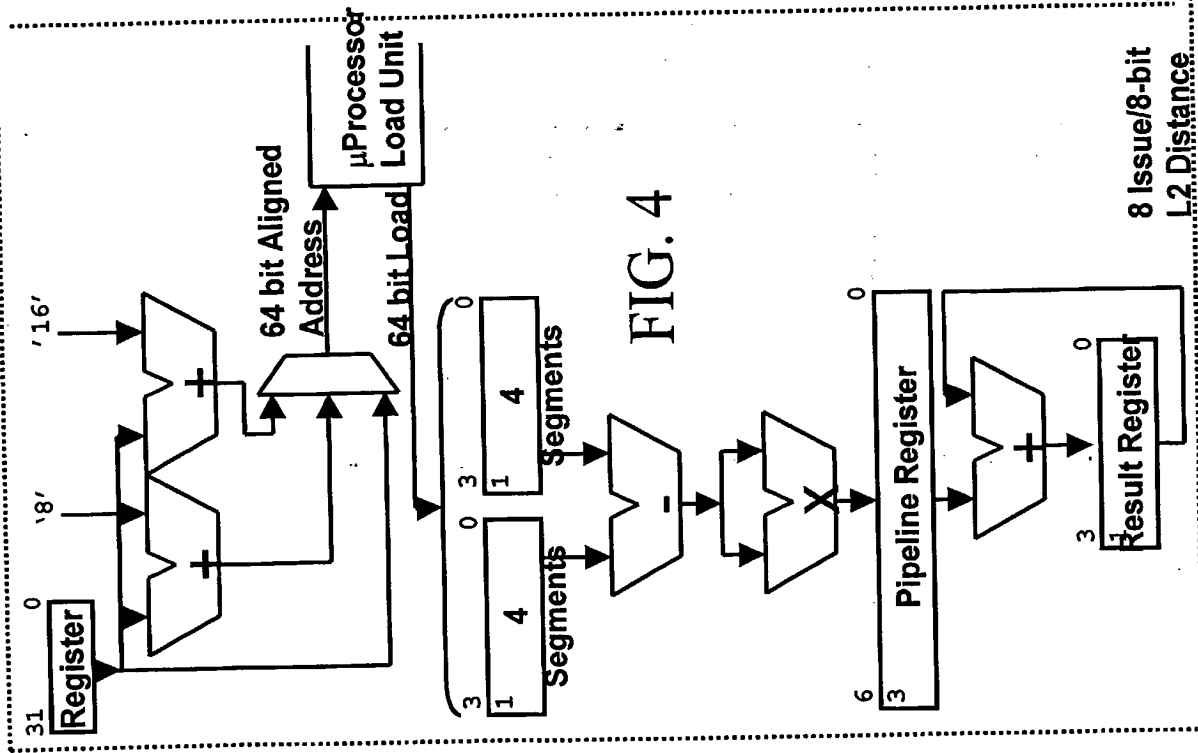 31
0
Register
'8'
'16'
+
+
64 bit Aligned
Address
µProcessor
Load Unit
64 bit Load
3
1
0
4
Segments
3
1
0
4
Segments
-
X
FIG. 4
6
3
0
Pipeline Register
+
3
1
0
Result Register
8 Issue/8-bit
L2 Distance